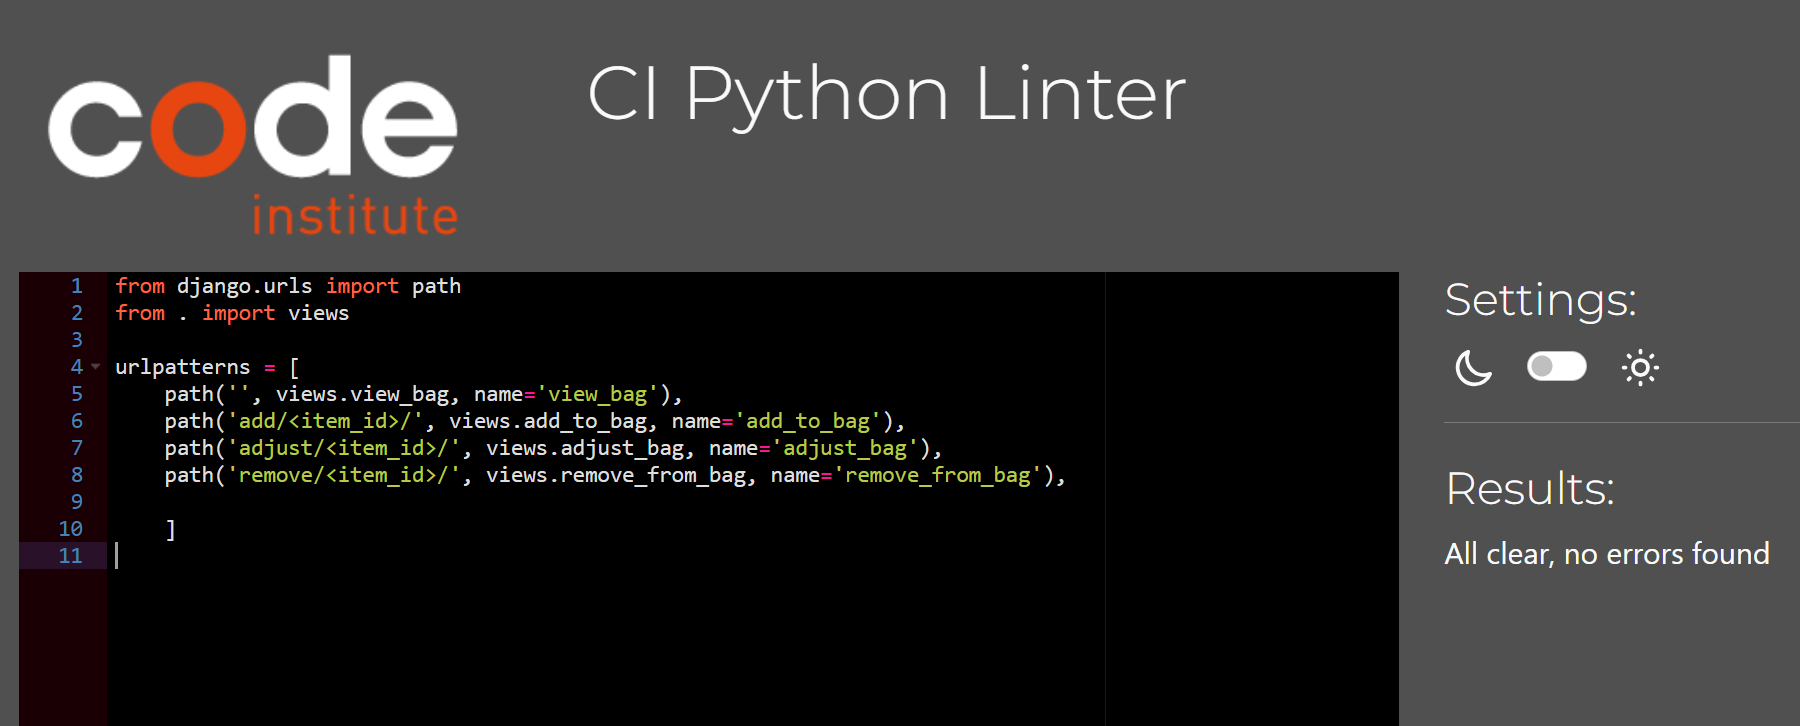 code
institute
CI Python Linter
1 from django.urls import path
2 from . import views
3
4 urlpatterns = [
5     path('', views.view_bag, name='view_bag'),
6     path('add/<item_id>/', views.add_to_bag, name='add_to_bag'),
7     path('adjust/<item_id>/', views.adjust_bag, name='adjust_bag'),
8     path('remove/<item_id>/', views.remove_from_bag, name='remove_from_bag'),
9
10     ]
11
Settings:
Results:
All clear, no errors found